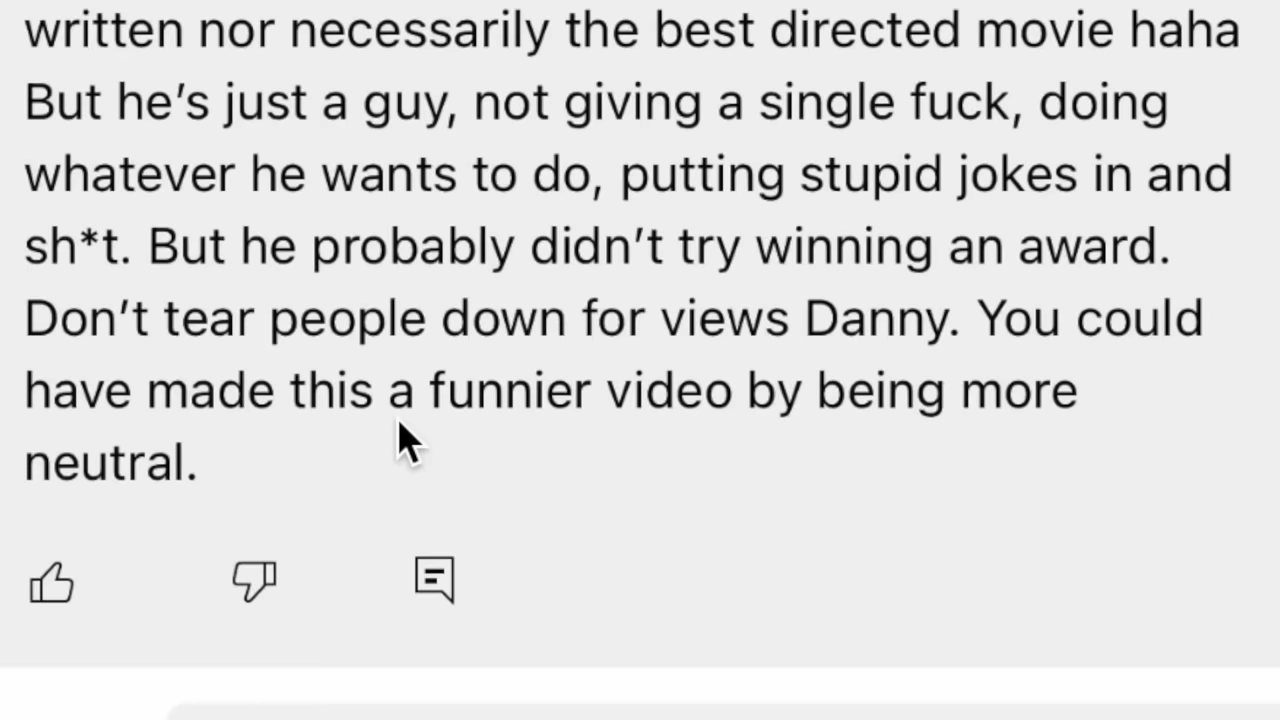 written nor necessarily the best directed movie haha
But he’s just a guy, not giving a single fuck, doing
whatever he wants to do, putting stupid jokes in and
sh*t. But he probably didn’t try winning an award.
Don’t tear people down for views Danny. You could
have made this a funnier video by being more
neutral.